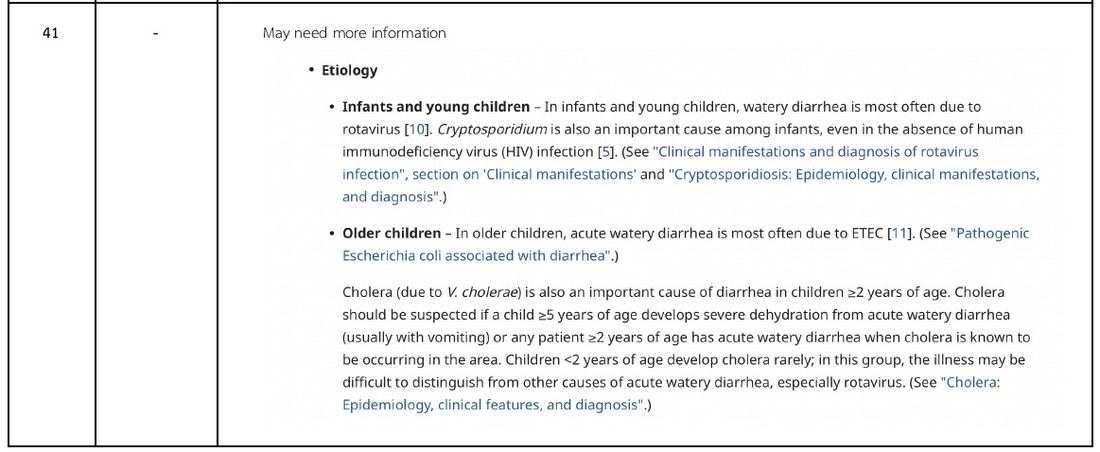 41
-
May need more information
• Etiology
• Infants and young children – In infants and young children, watery diarrhea is most often due to
rotavirus [10]. Cryptosporidium is also an important cause among infants, even in the absence of human
immunodeficiency virus (HIV) infection [5]. (See "Clinical manifestations and diagnosis of rotavirus
infection", section on 'Clinical manifestations' and "Cryptosporidiosis: Epidemiology, clinical manifestations,
and diagnosis".)
• Older children – In older children, acute watery diarrhea is most often due to ETEC [11]. (See "Pathogenic
Escherichia coli associated with diarrhea".)
Cholera (due to V. cholerae) is also an important cause of diarrhea in children ≥2 years of age. Cholera
should be suspected if a child ≥5 years of age develops severe dehydration from acute watery diarrhea
(usually with vomiting) or any patient ≥2 years of age has acute watery diarrhea when cholera is known to
be occurring in the area. Children <2 years of age develop cholera rarely; in this group, the illness may be
difficult to distinguish from other causes of acute watery diarrhea, especially rotavirus. (See "Cholera:
Epidemiology, clinical features, and diagnosis".)